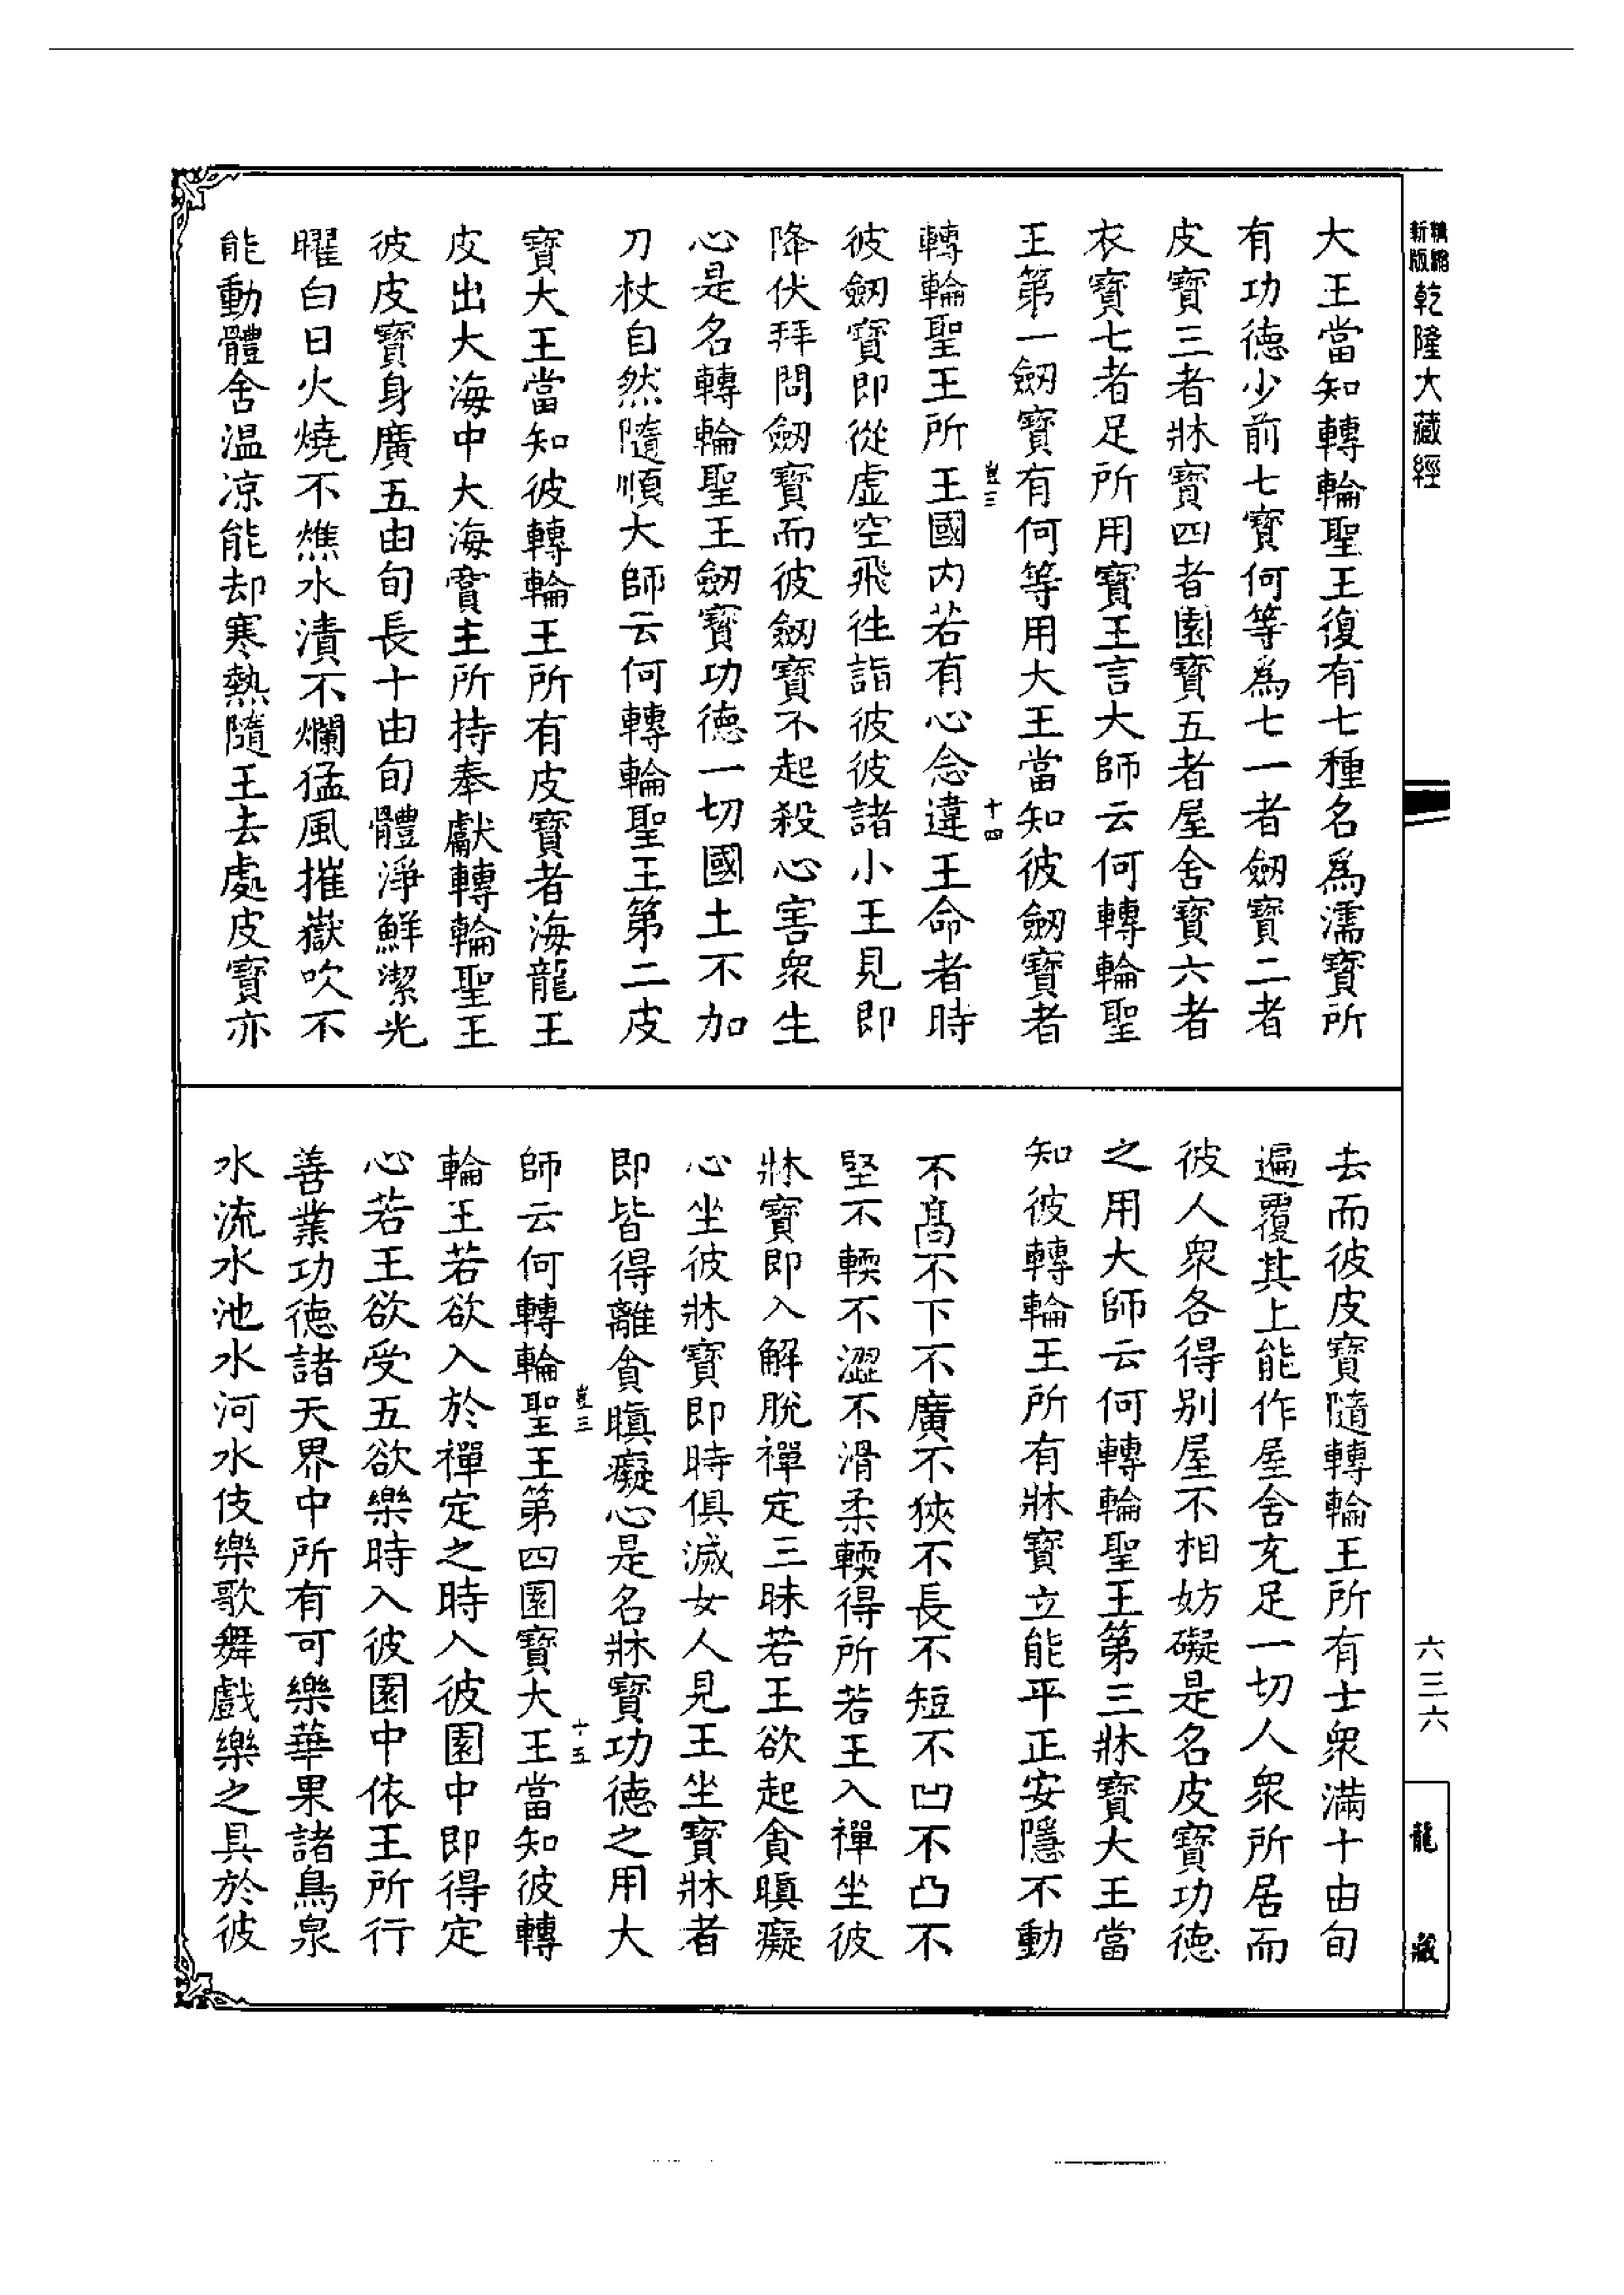 新版
精縮
乾隆大藏經
六三六
龍藏
大王當知轉輪聖王復有七種名爲濡寶所
有功德少前七寶何等爲七一者劒寶二者
皮寶三者牀寶四者園寶五者屋舍寶六者
衣寶七者足所用寶王言大師云何轉輪聖
王第一劒寶有何等用大王當知彼劒寶者
豈三 十四
轉輪聖王所王國内若有心念違王命者時
彼劒寶即從虛空飛徃詣彼彼諸小王見即
降伏拜問劒寶而彼劒寶不起殺心害衆生
心是名轉輪聖王劒寶功德一切國土不加
刀杖自然隨順大師云何轉輪聖王第二皮
寶大王當知彼轉輪王所有皮寶者海龍王
皮出大海中大海賣主所持奉獻轉輪聖王
彼皮寶身廣五由旬長十由旬體淨鮮潔光
曜白日火燒不燋水漬不爛猛風摧嶽吹不
能動體舍温凉能却寒熱隨王去處皮寶亦
去而彼皮寶隨轉輪王所有士衆滿十由旬
遍覆其上能作屋舍充足一切人衆所居而
彼人衆各得别屋不相妨礙是名皮寶功德
之用大師云何轉輪聖王第三牀寶大王當
知彼轉輪王所有牀寶立能平正安隱不動
不髙不下不廣不狹不長不短不凹不凸不
堅不輭不澀不滑柔輭得所若王入禪坐彼
牀寶即入解脫禪定三昧若王欲起貪瞋癡
心坐彼牀寶即時俱滅女人見王坐寶牀者
即皆得離貪瞋癡心是名牀寶功德之用大
豈三 十五
師云何轉輪聖王第四園寶大王當知彼轉
輪王若欲入於禪定之時入彼園中即得定
心若王欲受五欲樂時入彼園中依王所行
善業功德諸天界中所有可樂華果諸鳥泉
水流水池水河水伎樂歌舞戲樂之具於彼